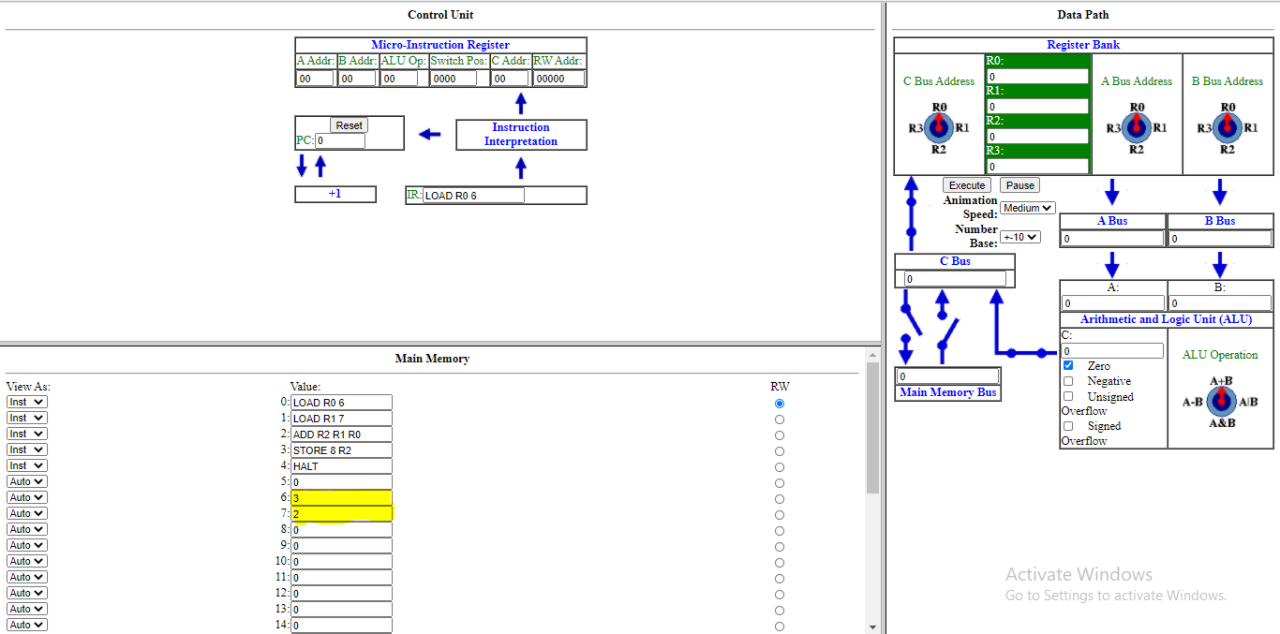 Control Unit
Micro-Instruction Register
A Addr: B Addr: ALU Op: Switch Pos: C Addr: RW Addr:
00 00 00 0000 00 00000
Reset
PC: 0
Instruction
Interpretation
+1
IR: LOAD R0 6
Data Path
Register Bank
C Bus Address
R0
R3 R1
R2
R0:
0
R1:
0
R2:
0
R3:
0
A Bus Address
R0
R3 R1
R2
B Bus Address
R0
R3 R1
R2
Execute Pause
Animation
Speed: Medium
Number
Base: +-10
A Bus
0
B Bus
0
C Bus
0
A:
0
B:
0
Arithmetic and Logic Unit (ALU)
C:
0
Zero
Negative
Unsigned
Overflow
Signed
Overflow
ALU Operation
A+B
A-B A|B
A&B
0
Main Memory Bus
Main Memory
View As: Value: RW
Inst 0: LOAD R0 6
Inst 1: LOAD R1 7
Inst 2: ADD R2 R1 R0
Inst 3: STORE 8 R2
Inst 4: HALT
Auto 5: 0
Auto 6: 3
Auto 7: 2
Auto 8: 0
Auto 9: 0
Auto 10: 0
Auto 11: 0
Auto 12: 0
Auto 13: 0
Auto 14: 0
Activate Windows
Go to Settings to activate Windows.